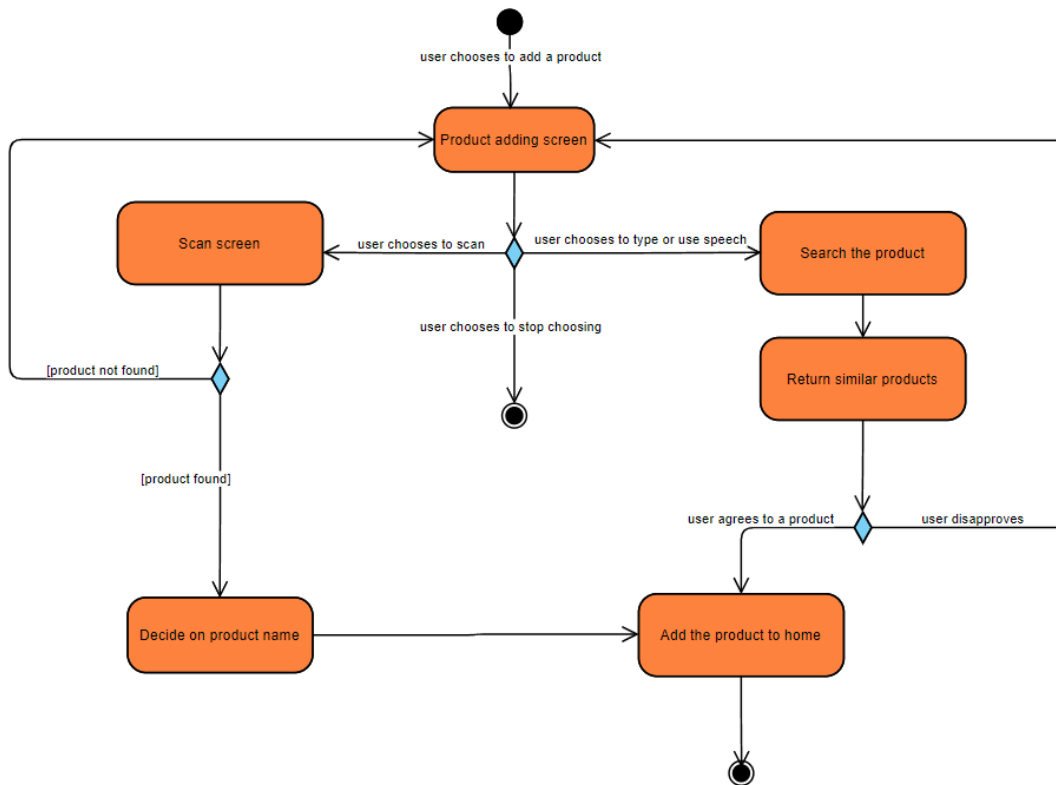 user chooses to add a product
Product adding screen
Scan screen
user chooses to scan
user chooses to type or use speech
Search the product
user chooses to stop choosing
[product not found]
Return similar products
[product found]
user agrees to a product
user disapproves
Decide on product name
Add the product to home